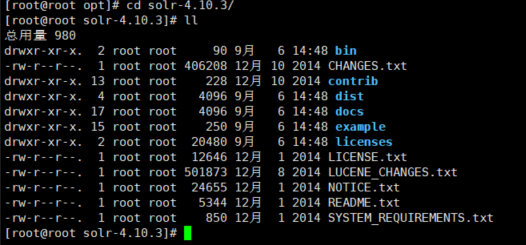 [root@root opt]# cd solr-4.10.3/
[root@root solr-4.10.3]# ll
总用量 980
drwxr-xr-x.  2 root root     90 9月   6 14:48 bin
-rw-r--r--.  1 root root 406208 12月 10 2014 CHANGES.txt
drwxr-xr-x. 13 root root    228 12月 10 2014 contrib
drwxr-xr-x.  4 root root   4096 9月   6 14:48 dist
drwxr-xr-x. 17 root root   4096 9月   6 14:48 docs
drwxr-xr-x. 15 root root    250 9月   6 14:48 example
drwxr-xr-x.  2 root root  20480 9月   6 14:48 licenses
-rw-r--r--.  1 root root  12646 12月  1 2014 LICENSE.txt
-rw-r--r--.  1 root root 501873 12月  8 2014 LUCENE_CHANGES.txt
-rw-r--r--.  1 root root  24655 12月  1 2014 NOTICE.txt
-rw-r--r--.  1 root root   5344 12月  1 2014 README.txt
-rw-r--r--.  1 root root    850 12月  1 2014 SYSTEM_REQUIREMENTS.txt
[root@root solr-4.10.3]#